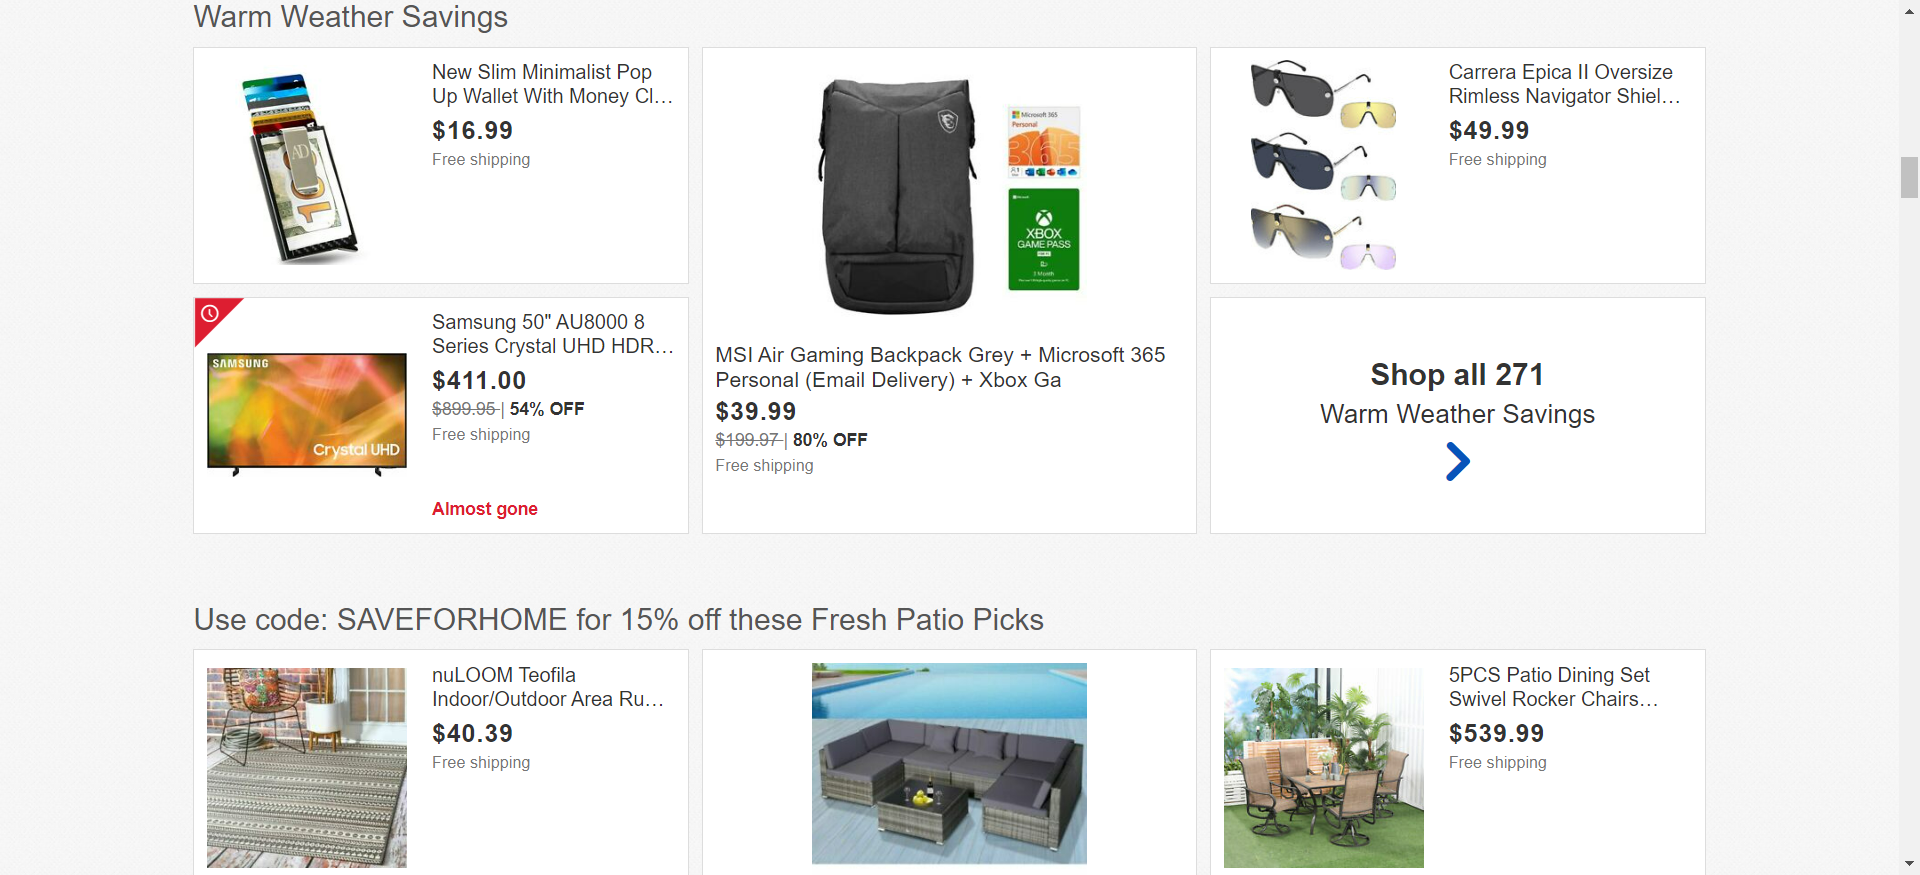 Warm Weather Savings
New Slim Minimalist Pop
Up Wallet With Money Cl...
$16.99
Free shipping
Samsung 50" AU8000 8
Series Crystal UHD HDR...
$411.00
$899.95 | 54% OFF
Free shipping
Almost gone
SAMSUNG
Crystal UHD
Microsoft 365
Personal
365
XBOX
GAME PASS
MSI Air Gaming Backpack Grey + Microsoft 365
Personal (Email Delivery) + Xbox Ga
$39.99
$199.97 | 80% OFF
Free shipping
Carrera Epica II Oversize
Rimless Navigator Shiel...
$49.99
Free shipping
Shop all 271
Warm Weather Savings
Use code: SAVEFORHOME for 15% off these Fresh Patio Picks
nuLOOM Teofila
Indoor/Outdoor Area Ru...
$40.39
Free shipping
5PCS Patio Dining Set
Swivel Rocker Chairs...
$539.99
Free shipping